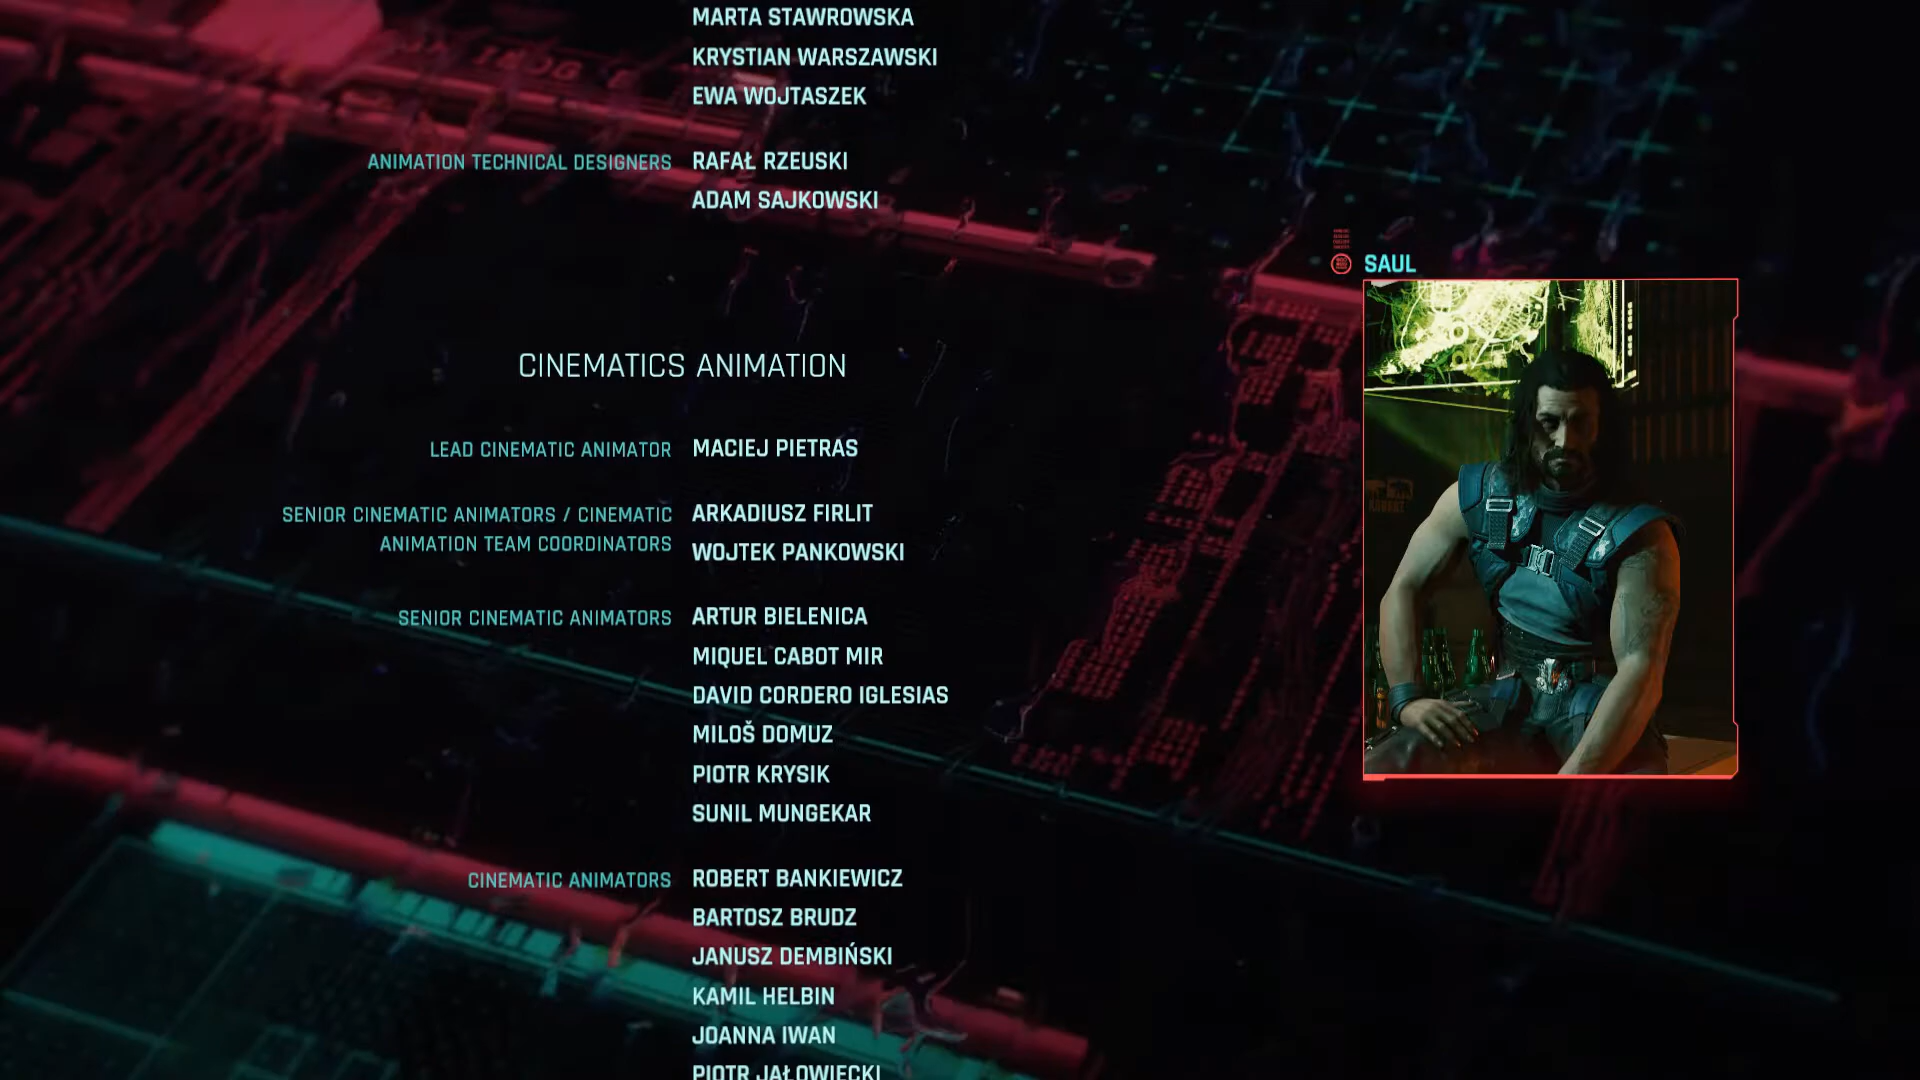 MARTA STAWROWSKA
KRYSTIAN WARSZAWSKI
EWA WOJTASZEK
ANIMATION TECHNICAL DESIGNERS RAFAŁ RZEUSKI
ADAM SAJKOWSKI
CINEMATICS ANIMATION
LEAD CINEMATIC ANIMATOR MACIEJ PIETRAS
SENIOR CINEMATIC ANIMATORS / CINEMATIC ARKADIUSZ FIRLIT
ANIMATION TEAM COORDINATORS WOJTEK PANKOWSKI
SENIOR CINEMATIC ANIMATORS ARTUR BIELENICA
MIQUEL CABOT MIR
DAVID CORDERO IGLESIAS
MILOŠ DOMUZ
PIOTR KRYSIK
SUNIL MUNGEKAR
CINEMATIC ANIMATORS ROBERT BANKIEWICZ
BARTOSZ BRUDZ
JANUSZ DEMBIŃSKI
KAMIL HELBIN
JOANNA IWAN
PIOTR JAŁOWIECKI
SAUL